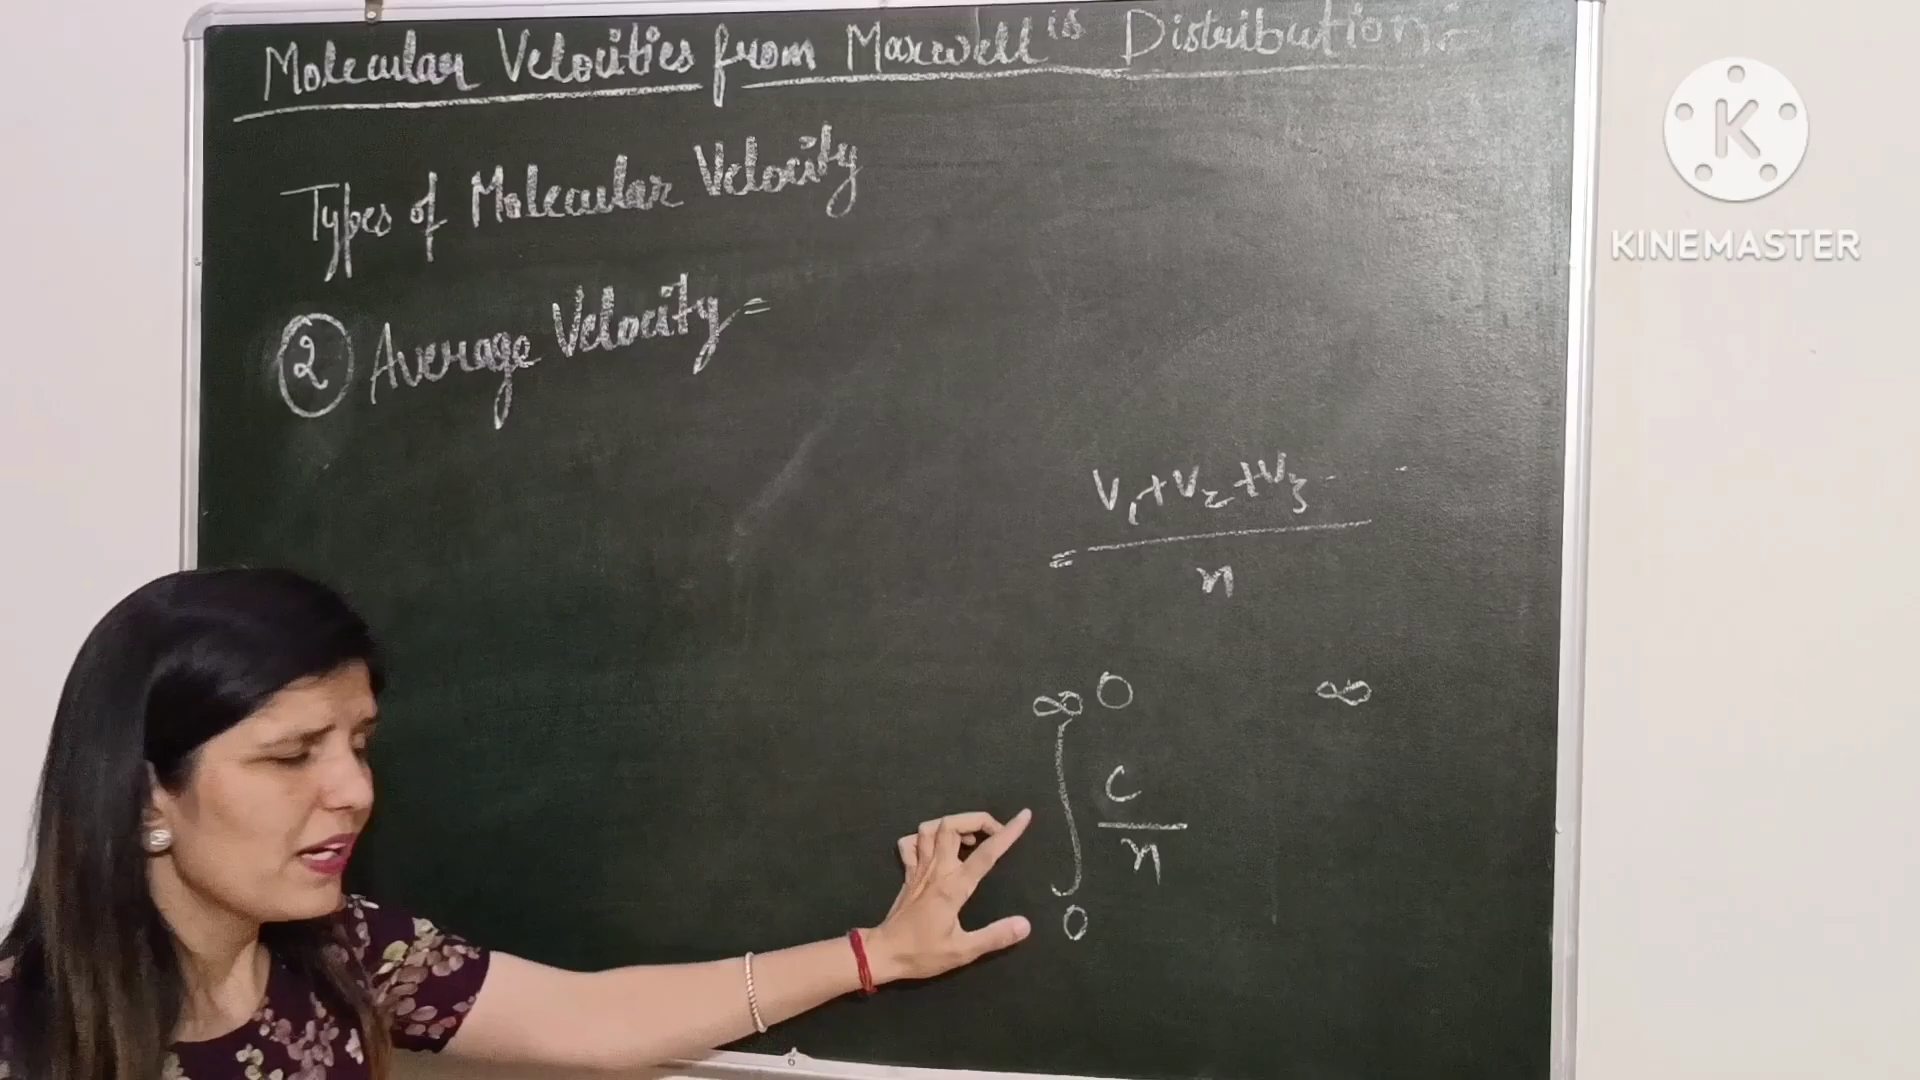 Molecular Velocities from Maxwell's Distribution:-
Types of Molecular Velocity
② Average Velocity =
= V₁+V₂+V₃ ---
n
∞ 0 ∞
∫ C
n
0
K
KINEMASTER